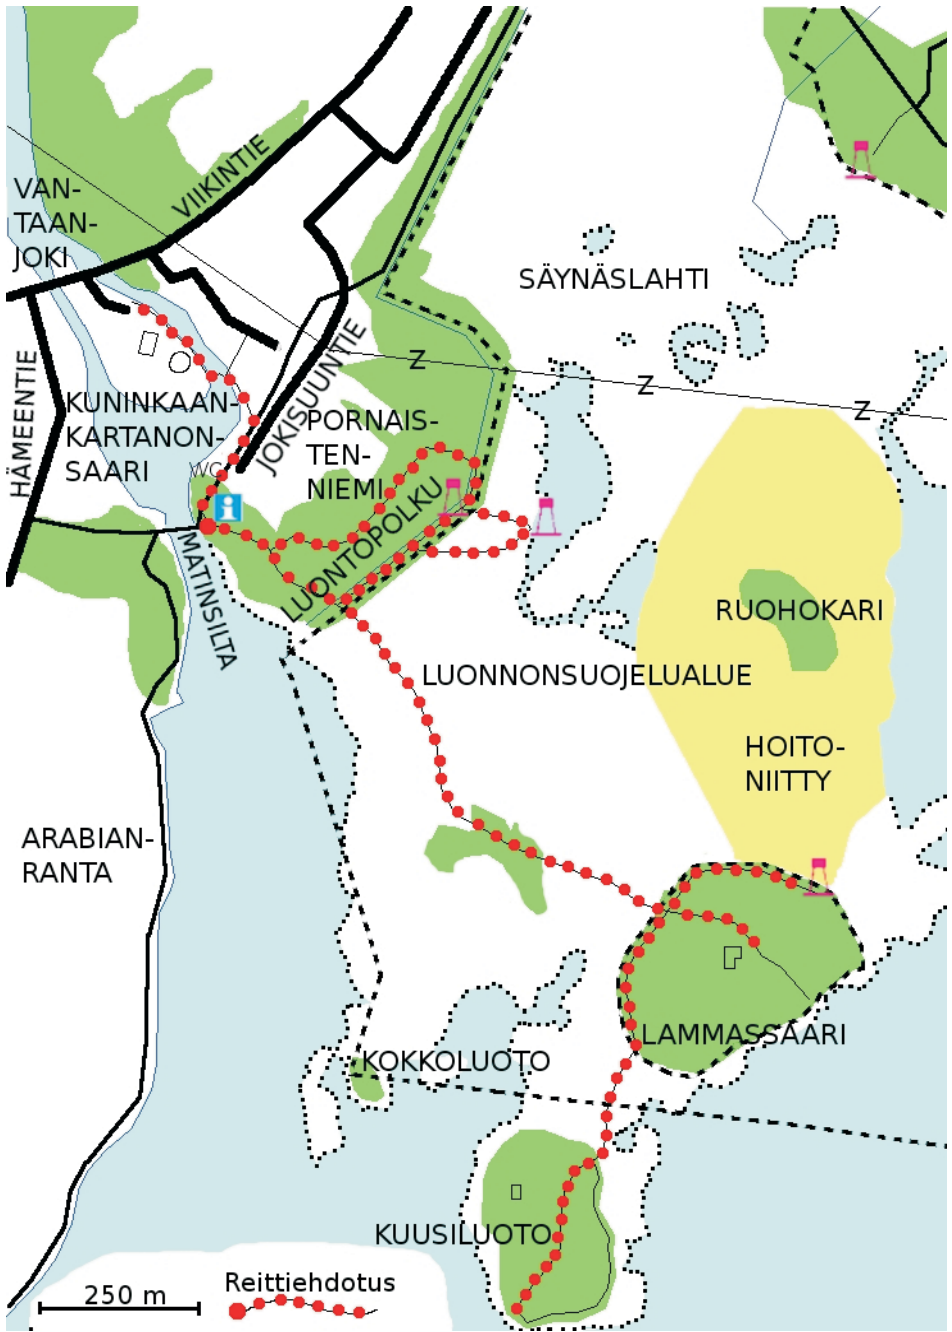 VIIKINTIE
VAN-
TAAN-
JOKI
SÄYNÄSLAHTI
HÄMEENTIE
JOKISUUNTIE
Z
Z
Z
KUNINKAAN-
KARTANON-
SAARI
PORNAIS-
TEN-
NIEMI
WC
i
LUONTOPOLKU
MATINSILTA
RUOHOKARI
LUONNONSUOJELUALUE
HOITO-
NIITTY
ARABIAN-
RANTA
LAMMASSAARI
KOKKOLUOTO
KUUSILUOTO
250 m
Reittiehdotus